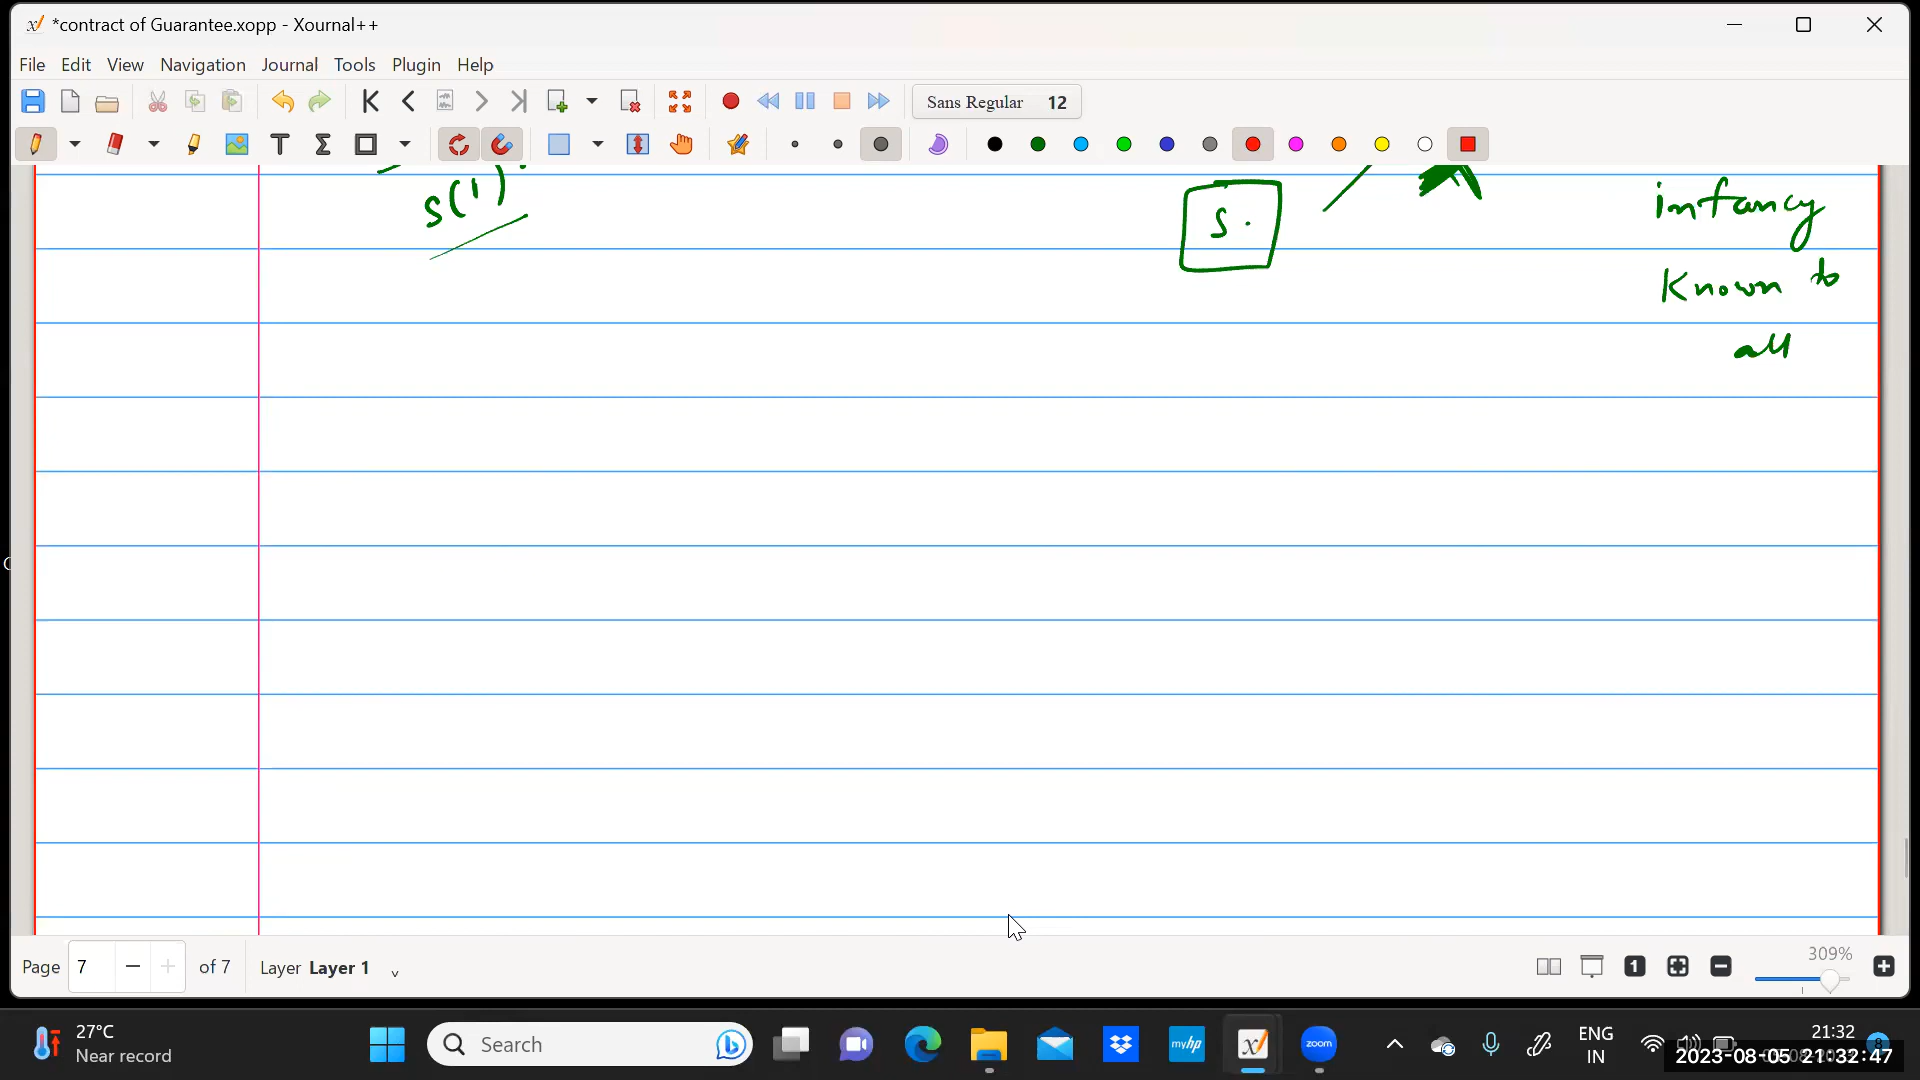 *contract of Guarantee.xopp - Xournal++
File Edit View Navigation Journal Tools Plugin Help
Sans Regular 12
s(1)
S.
infancy
Known to
all
Page 7 of 7 Layer Layer 1
309%
27°C
Near record
Search
myhp
zoom
ENG
IN
21:32
2023-08-05 21:32:47